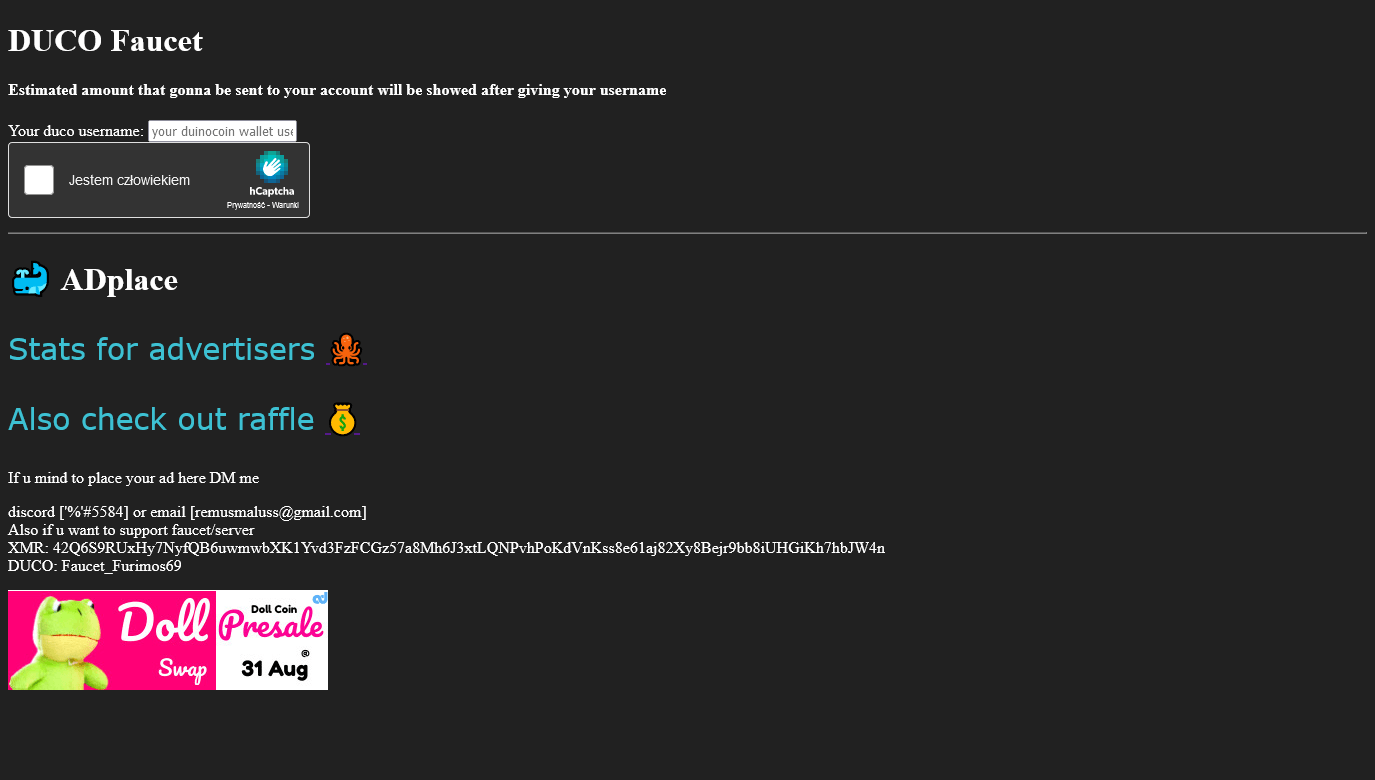 DUCO Faucet
Estimated amount that gonna be sent to your account will be showed after giving your username
Your duco username: your duinocoin wallet use
Jestem człowiekiem
hCaptcha
Prywatność - Warunki
ADplace
Stats for advertisers
Also check out raffle
If u mind to place your ad here DM me
discord ['%'#5584] or email [remusmaluss@gmail.com]
Also if u want to support faucet/server
XMR: 42Q6S9RUxHy7NyfQB6uwmwbXK1Yvd3FzFCGz57a8Mh6J3xtLQNPvhPoKdVnKss8e61aj82Xy8Bejr9bb8iUHGiKh7hbJW4n
DUCO: Faucet_Furimos69
Doll
Swap
ad
Doll Coin
Presale
@
31 Aug